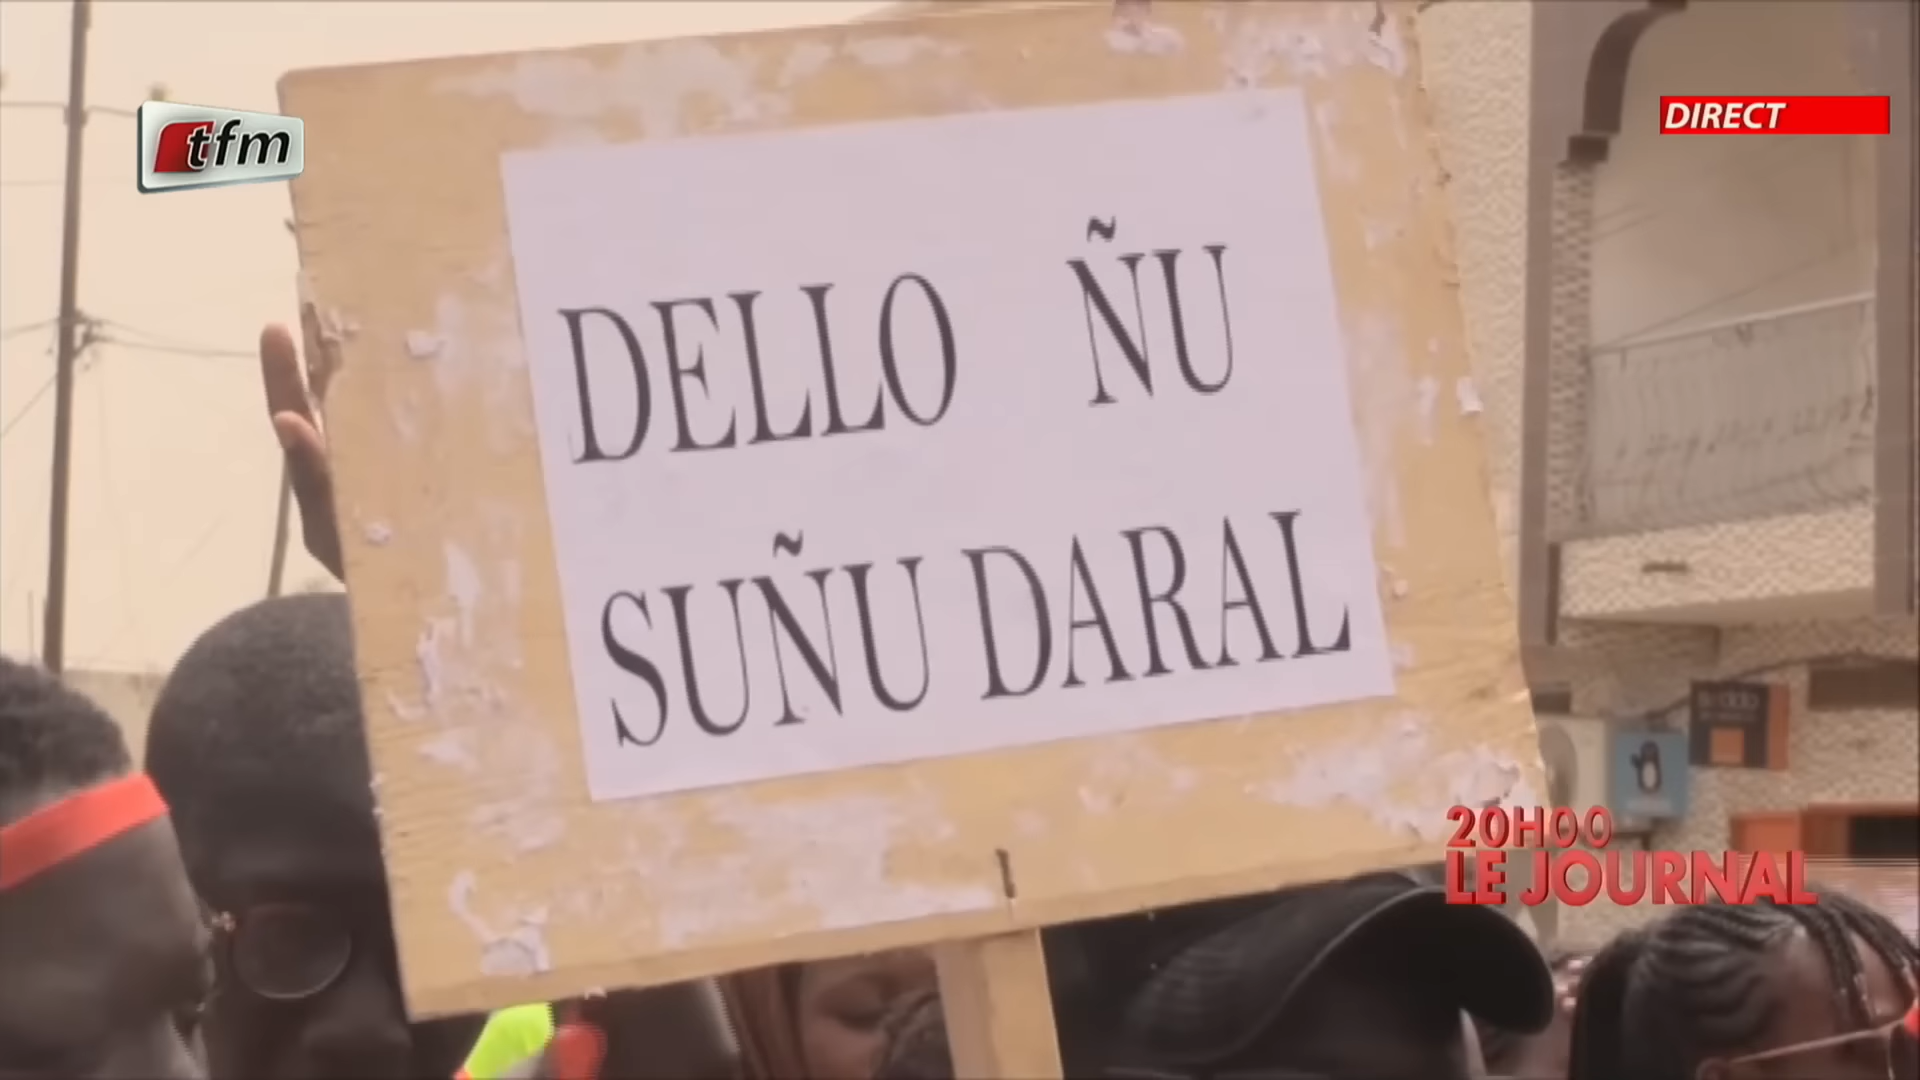 tfm
DIRECT
DELLO ÑU
SUÑU DARAL
20H00
LE JOURNAL